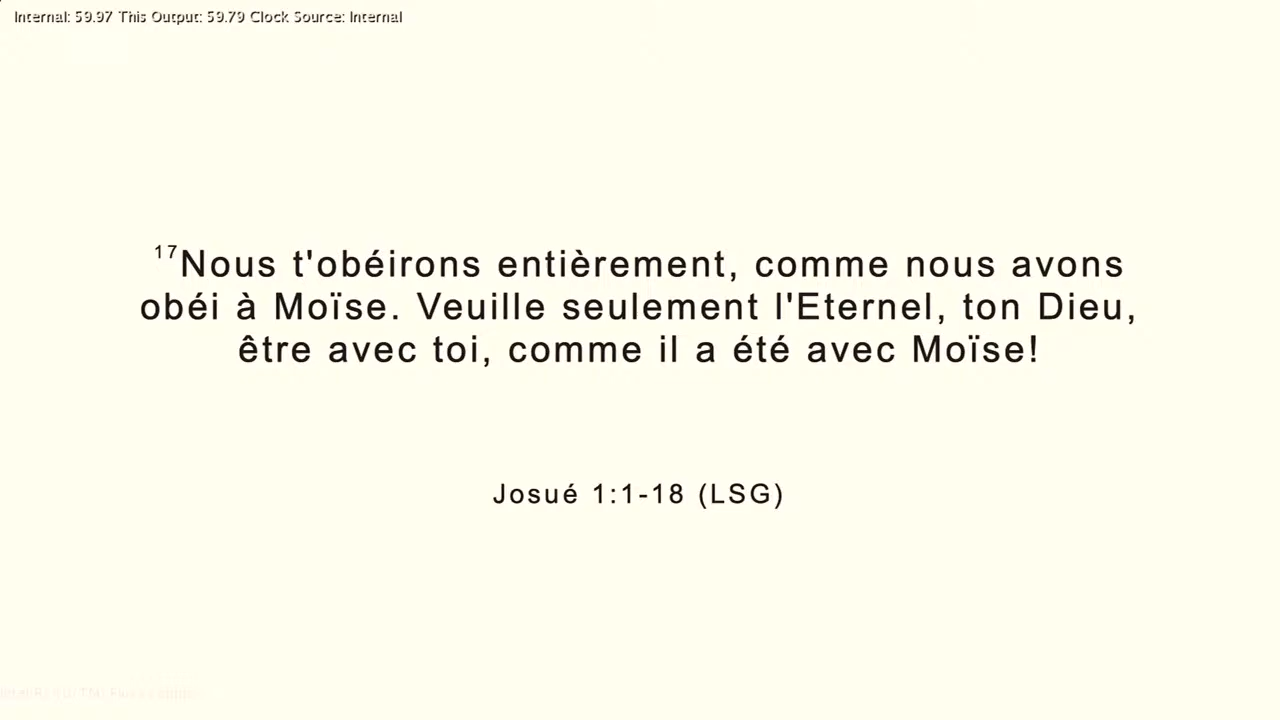 Internal: 59.97 This Output: 59.79 Clock Source: Internal
17Nous t'obéirons entièrement, comme nous avons
obéi à Moïse. Veuille seulement l'Eternel, ton Dieu,
être avec toi, comme il a été avec Moïse!
Josué 1:1-18 (LSG)